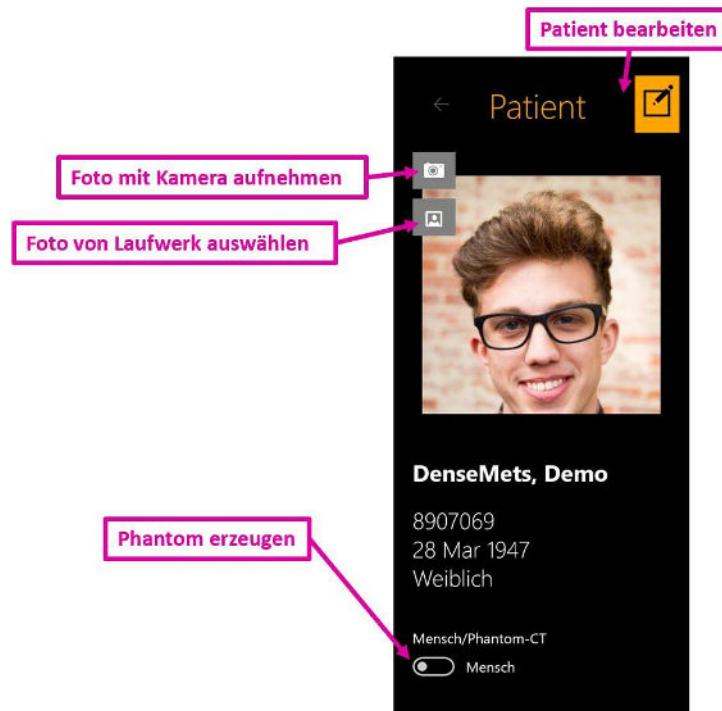 Patient bearbeiten
Patient
Foto mit Kamera aufnehmen
Foto von Laufwerk auswählen
DenseMets, Demo
8907069
28 Mar 1947
Weiblich
Phantom erzeugen
Mensch/Phantom-CT
Mensch